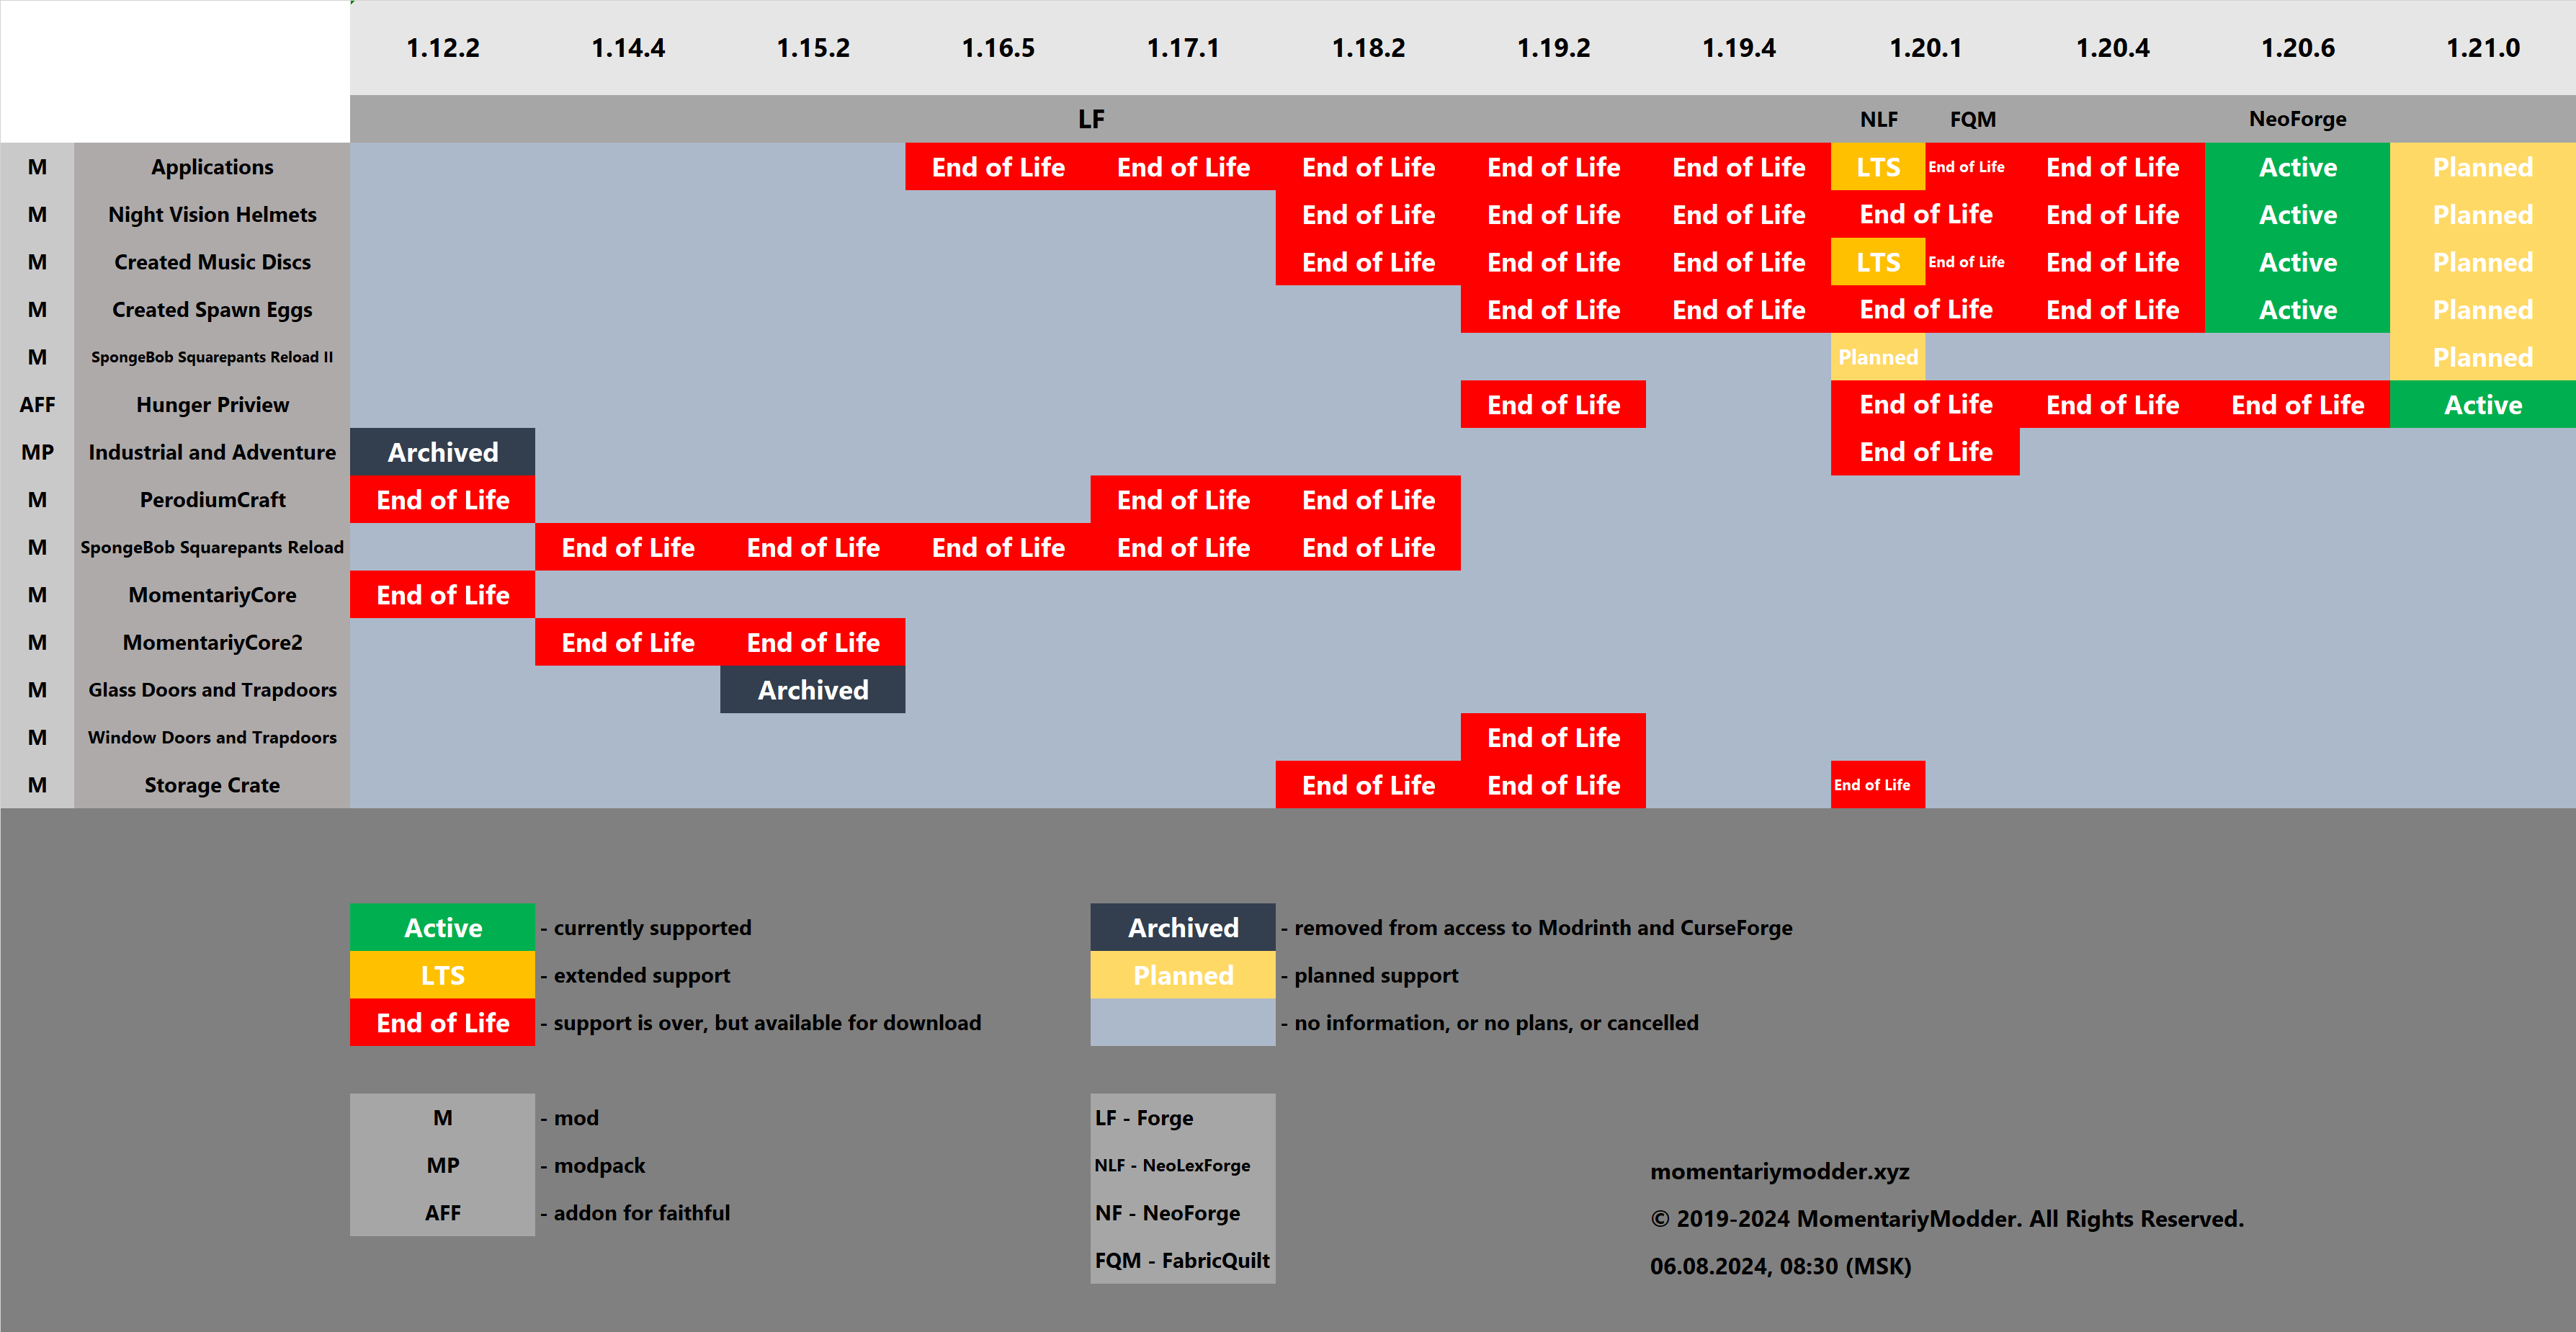 1.12.2 1.14.4 1.15.2 1.16.5 1.17.1 1.18.2 1.19.2 1.19.4 1.20.1 1.20.4 1.20.6 1.21.0
LF NLF FQM NeoForge
M Applications End of Life End of Life End of Life End of Life End of Life LTS End of Life End of Life Active Planned
M Night Vision Helmets End of Life End of Life End of Life End of Life End of Life Active Planned
M Created Music Discs End of Life End of Life End of Life LTS End of Life End of Life Active Planned
M Created Spawn Eggs End of Life End of Life End of Life End of Life Active Planned
M SpongeBob Squarepants Reload II Planned Planned
AFF Hunger Priview End of Life End of Life End of Life End of Life Active
MP Industrial and Adventure Archived End of Life
M PerodiumCraft End of Life End of Life End of Life
M SpongeBob Squarepants Reload End of Life End of Life End of Life End of Life End of Life
M MomentariyCore End of Life
M MomentariyCore2 End of Life End of Life
M Glass Doors and Trapdoors Archived
M Window Doors and Trapdoors End of Life
M Storage Crate End of Life End of Life End of Life
Active - currently supported
LTS - extended support
End of Life - support is over, but available for download
Archived - removed from access to Modrinth and CurseForge
Planned - planned support
- no information, or no plans, or cancelled
M - mod
MP - modpack
AFF - addon for faithful
LF - Forge
NLF - NeoLexForge
NF - NeoForge
FQM - FabricQuilt
momentariymodder.xyz
© 2019-2024 MomentariyModder. All Rights Reserved.
06.08.2024, 08:30 (MSK)